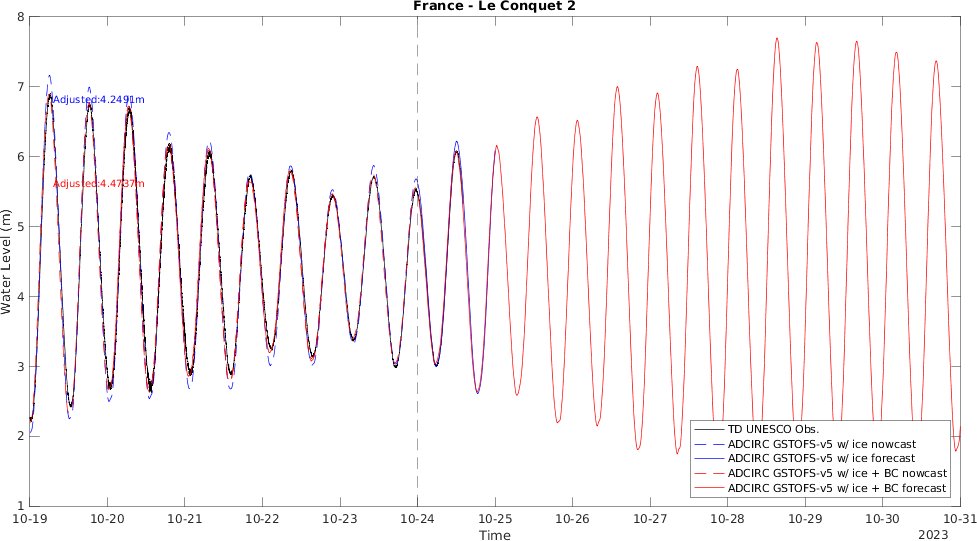 France - Le Conquet 2
8
7
6
5
4
3
2
1
Water Level (m)
Adjusted:4.2491m
Adjusted:4.4737m
TD UNESCO Obs.
ADCIRC GSTOFS-v5 w/ ice nowcast
ADCIRC GSTOFS-v5 w/ ice forecast
ADCIRC GSTOFS-v5 w/ ice + BC nowcast
ADCIRC GSTOFS-v5 w/ ice + BC forecast
10-19 10-20 10-21 10-22 10-23 10-24 10-25 10-26 10-27 10-28 10-29 10-30 10-31
Time
2023